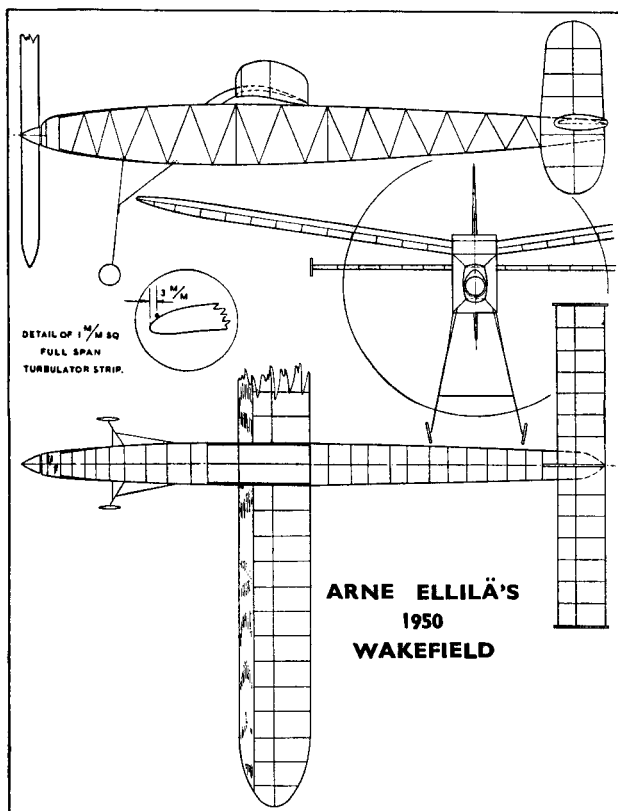 3 M/M
DETAIL OF 1 M/M SQ
FULL SPAN
TURBULATOR STRIP.
ARNE ELLILÄ'S
1950
WAKEFIELD